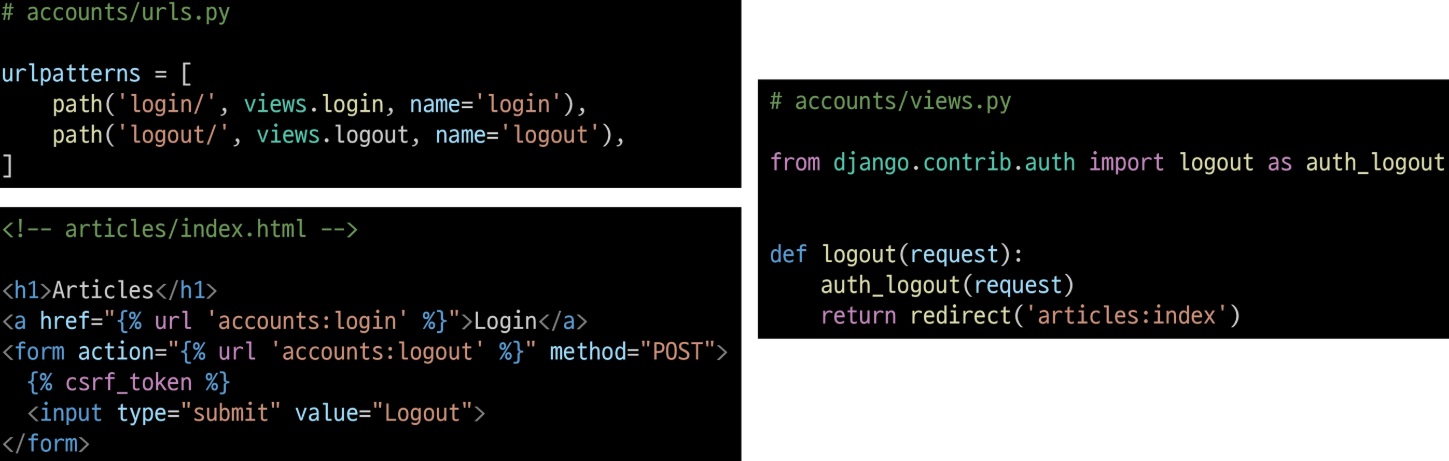 # accounts/urls.py
urlpatterns = [
    path('login/', views.login, name='login'),
    path('logout/', views.logout, name='logout'),
]
<!-- articles/index.html -->
<h1>Articles</h1>
<a href="{% url 'accounts:login' %}">Login</a>
<form action="{% url 'accounts:logout' %}" method="POST">
  {% csrf_token %}
  <input type="submit" value="Logout">
</form>
# accounts/views.py
from django.contrib.auth import logout as auth_logout
def logout(request):
    auth_logout(request)
    return redirect('articles:index')